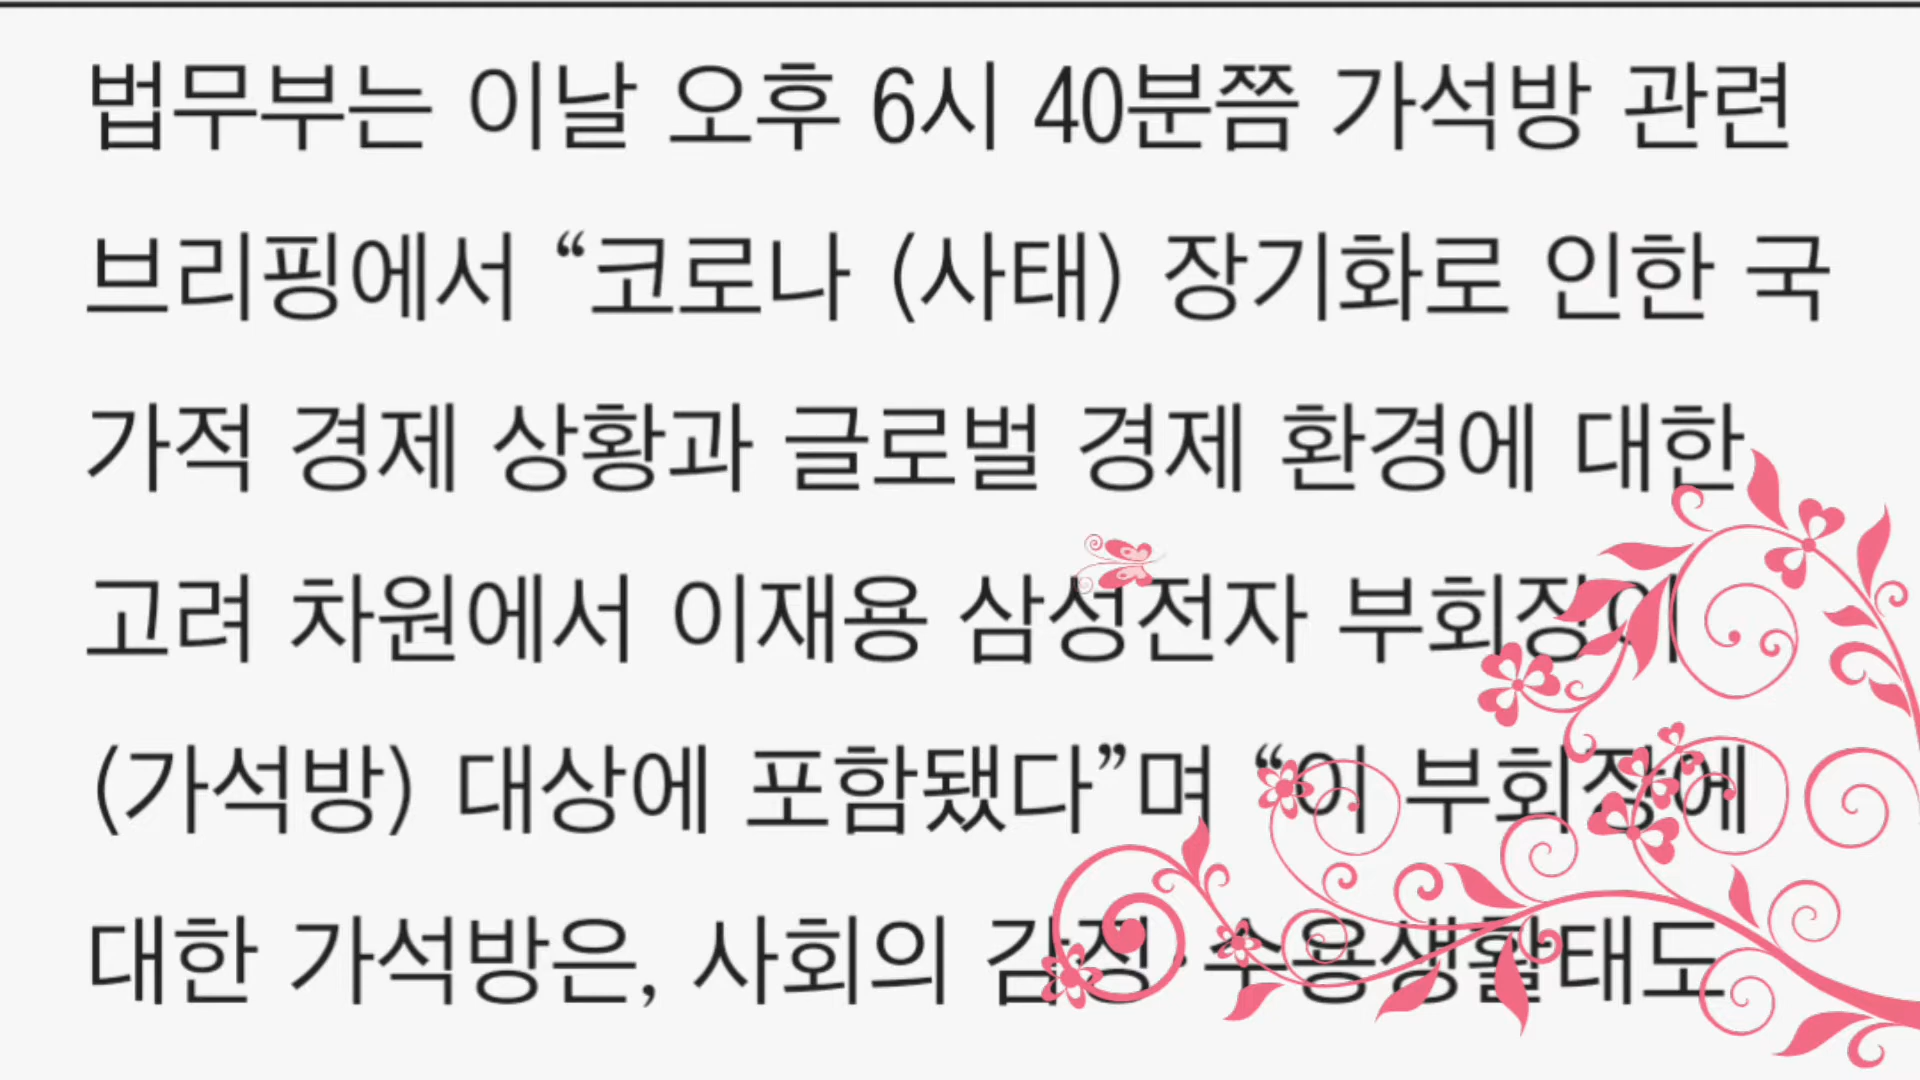 법무부는 이날 오후 6시 40분쯤 가석방 관련
브리핑에서 “코로나 (사태) 장기화로 인한 국
가적 경제 상황과 글로벌 경제 환경에 대한
고려 차원에서 이재용 삼성전자 부회장이
(가석방) 대상에 포함됐다”며 “이 부회장에
대한 가석방은, 사회의 감정·수용생활태도